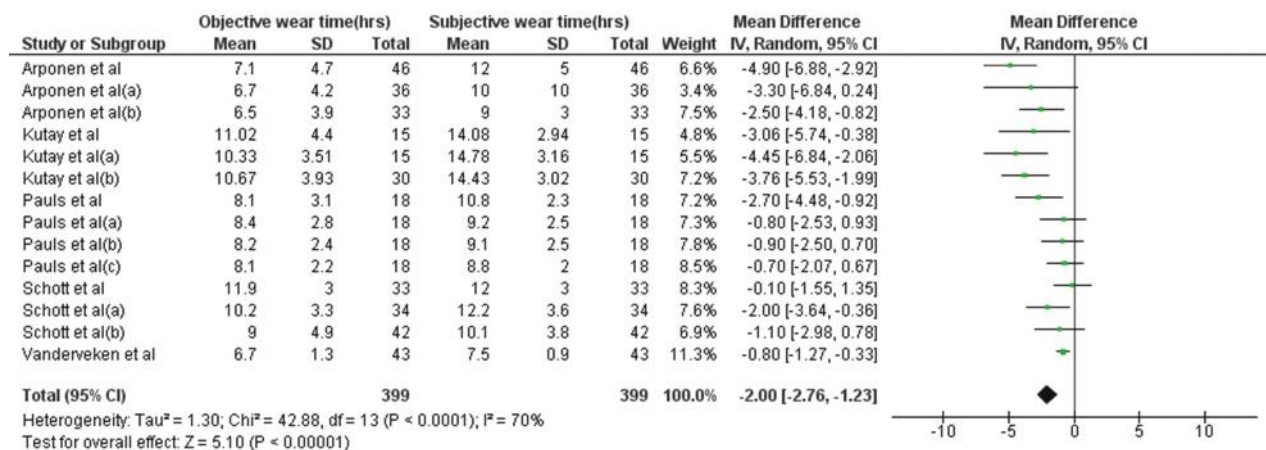 Objective wear time(hrs) Subjective wear time(hrs) Mean Difference Mean Difference
Study or Subgroup Mean SD Total Mean SD Total Weight IV, Random, 95% CI IV, Random, 95% CI
Arponen et al 7.1 4.7 46 12 5 46 6.6% -4.90 [-6.88, -2.92]
Arponen et al(a) 6.7 4.2 36 10 10 36 3.4% -3.30 [-6.84, 0.24]
Arponen et al(b) 6.5 3.9 33 9 3 33 7.5% -2.50 [-4.18, -0.82]
Kutay et al 11.02 4.4 15 14.08 2.94 15 4.8% -3.06 [-5.74, -0.38]
Kutay et al(a) 10.33 3.51 15 14.78 3.16 15 5.5% -4.45 [-6.84, -2.06]
Kutay et al(b) 10.67 3.93 30 14.43 3.02 30 7.2% -3.76 [-5.53, -1.99]
Pauls et al 8.1 3.1 18 10.8 2.3 18 7.2% -2.70 [-4.48, -0.92]
Pauls et al(a) 8.4 2.8 18 9.2 2.5 18 7.3% -0.80 [-2.53, 0.93]
Pauls et al(b) 8.2 2.4 18 9.1 2.5 18 7.8% -0.90 [-2.50, 0.70]
Pauls et al(c) 8.1 2.2 18 8.8 2 18 8.5% -0.70 [-2.07, 0.67]
Schott et al 11.9 3 33 12 3 33 8.3% -0.10 [-1.55, 1.35]
Schott et al(a) 10.2 3.3 34 12.2 3.6 34 7.6% -2.00 [-3.64, -0.36]
Schott et al(b) 9 4.9 42 10.1 3.8 42 6.9% -1.10 [-2.98, 0.78]
Vanderveken et al 6.7 1.3 43 7.5 0.9 43 11.3% -0.80 [-1.27, -0.33]
Total (95% CI) 399 399 100.0% -2.00 [-2.76, -1.23]
Heterogeneity: Tau² = 1.30; Chi² = 42.88, df = 13 (P < 0.0001); I² = 70%
Test for overall effect: Z = 5.10 (P < 0.00001)
-10 -5 0 5 10